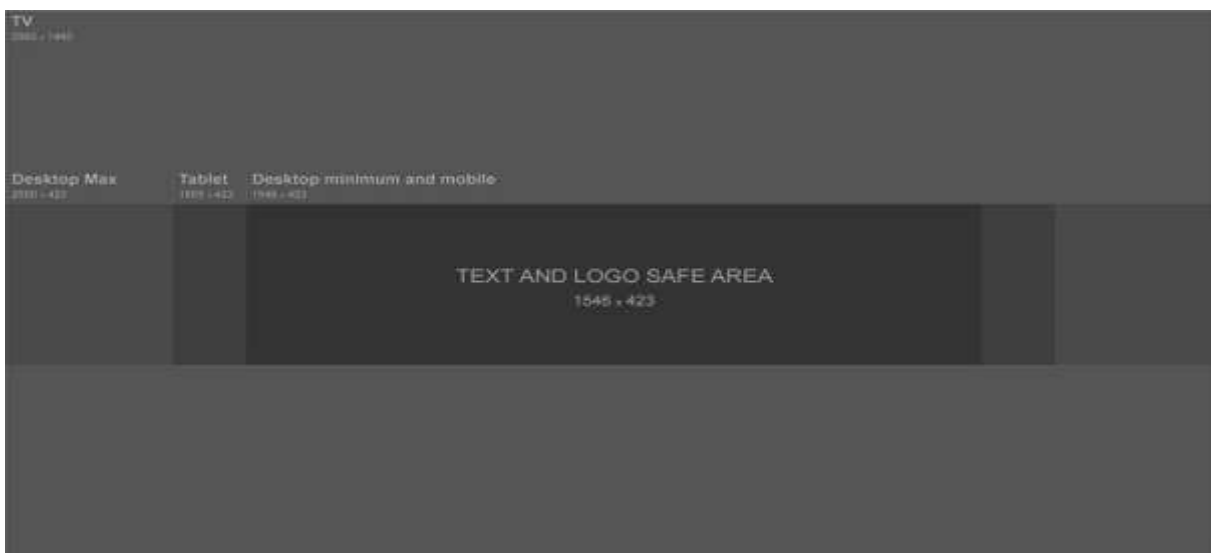 TV
Desktop Max
Tablet
Desktop minimum and mobile
TEXT AND LOGO SAFE AREA
1546 x 423